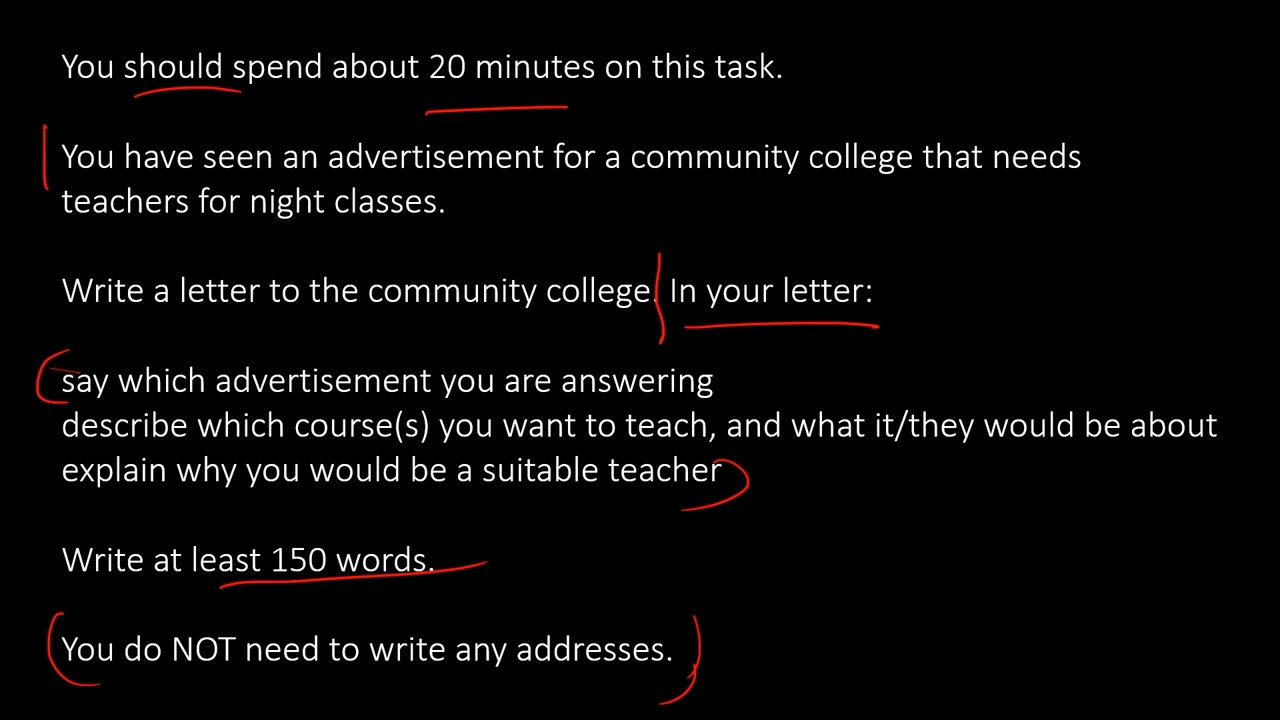 You should spend about 20 minutes on this task.
You have seen an advertisement for a community college that needs
teachers for night classes.
Write a letter to the community college. In your letter:
say which advertisement you are answering
describe which course(s) you want to teach, and what it/they would be about
explain why you would be a suitable teacher
Write at least 150 words.
You do NOT need to write any addresses.